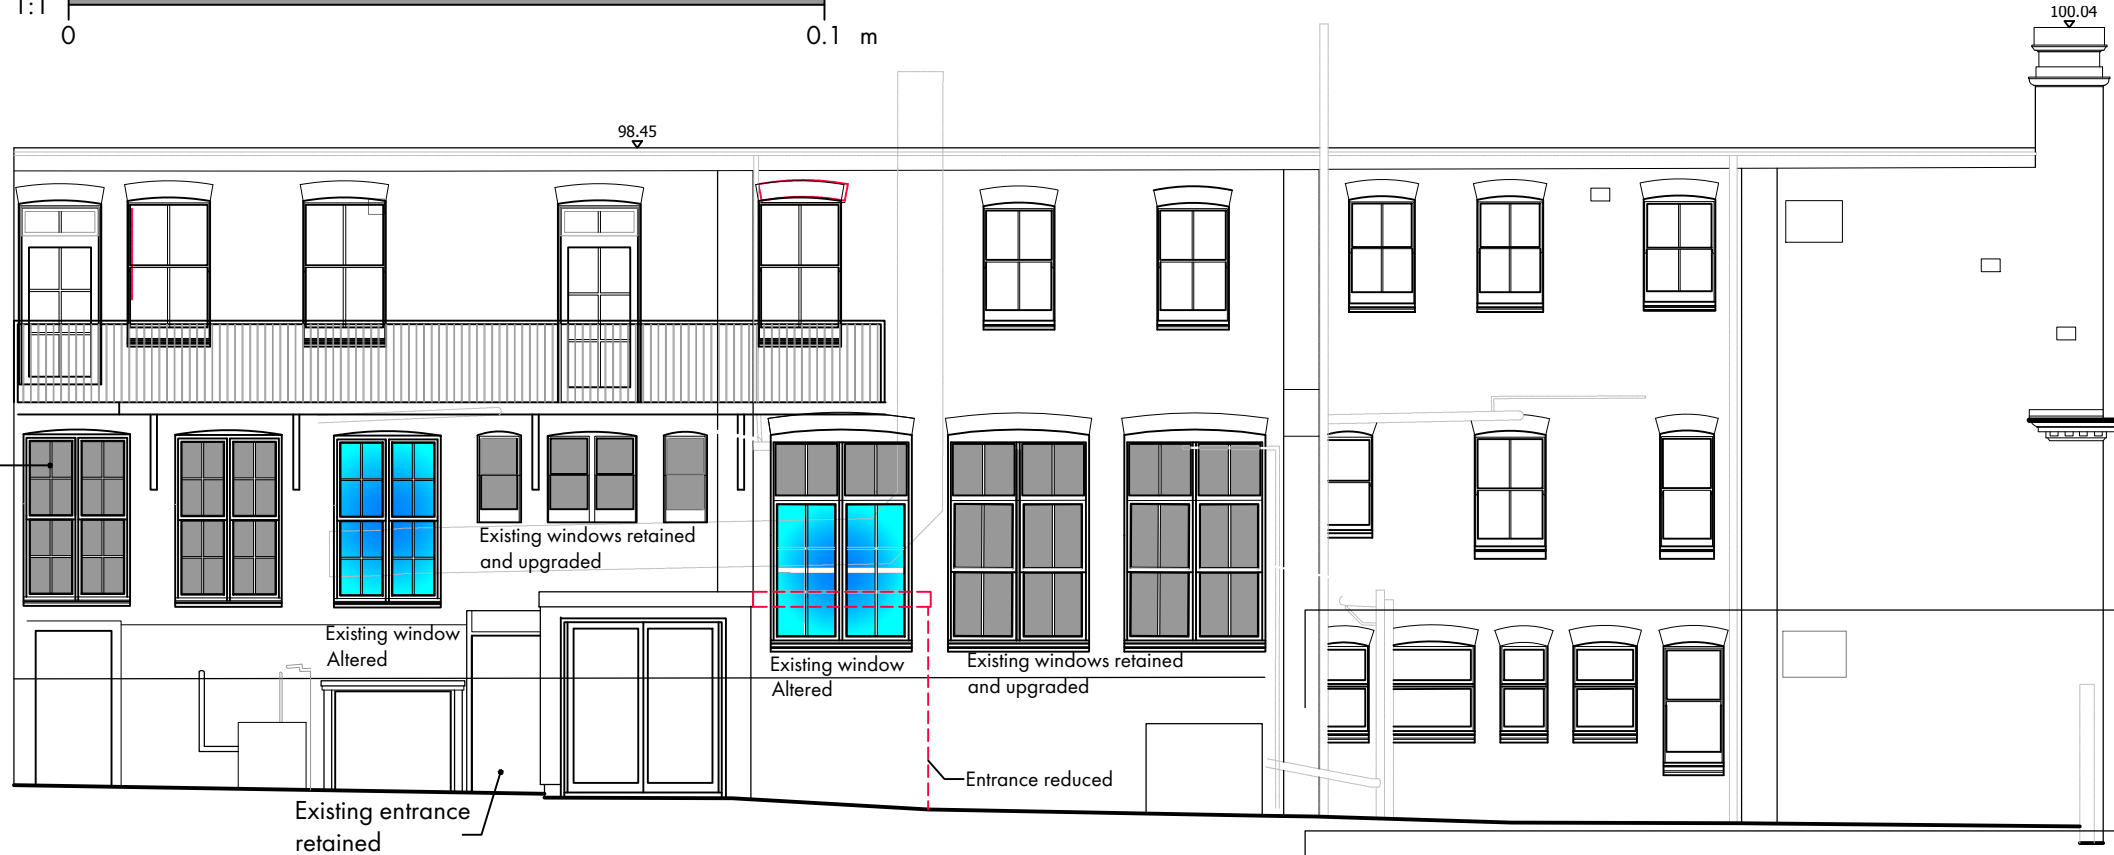 1:1
0
0.1 m
100.04
98.45
Existing windows retained
and upgraded
Existing window
Altered
Existing window
Altered
Existing windows retained
and upgraded
Entrance reduced
Existing entrance
retained